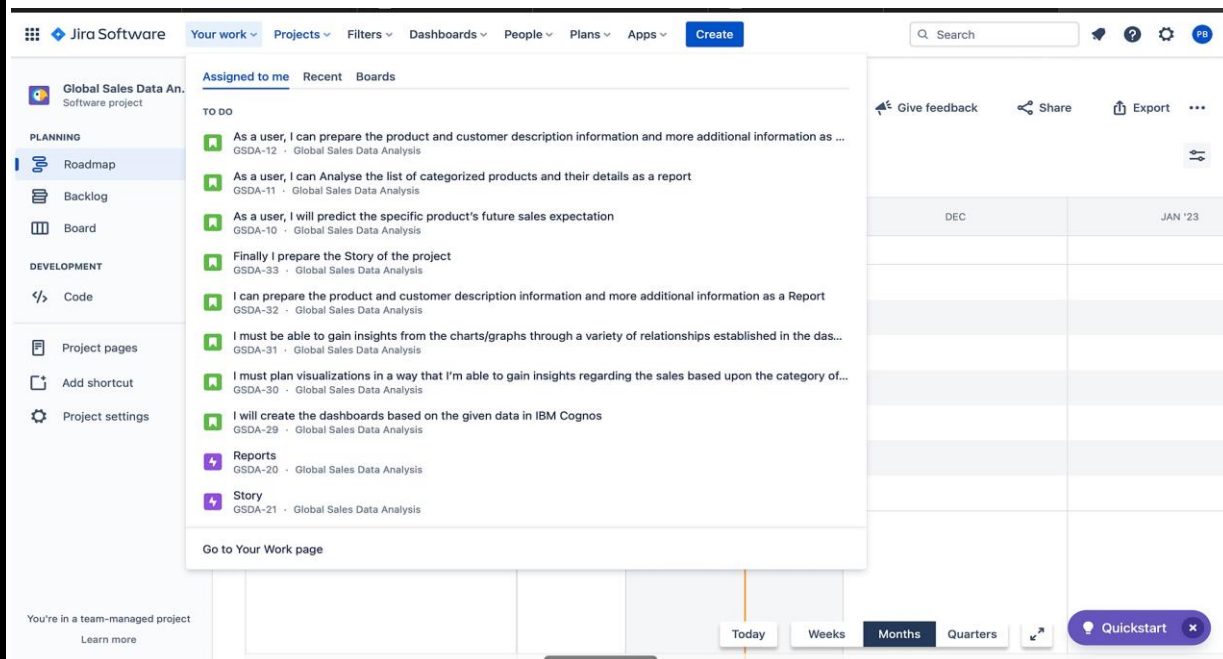 Jira Software Your work Projects Filters Dashboards People Plans Apps Create Search PB
Global Sales Data An...
Software project
PLANNING
Roadmap
Backlog
Board
DEVELOPMENT
Code
Project pages
Add shortcut
Project settings
You're in a team-managed project
Learn more
Assigned to me Recent Boards
TO DO
As a user, I can prepare the product and customer description information and more additional information as ...
GSDA-12 · Global Sales Data Analysis
As a user, I can Analyse the list of categorized products and their details as a report
GSDA-11 · Global Sales Data Analysis
As a user, I will predict the specific product's future sales expectation
GSDA-10 · Global Sales Data Analysis
Finally I prepare the Story of the project
GSDA-33 · Global Sales Data Analysis
I can prepare the product and customer description information and more additional information as a Report
GSDA-32 · Global Sales Data Analysis
I must be able to gain insights from the charts/graphs through a variety of relationships established in the das...
GSDA-31 · Global Sales Data Analysis
I must plan visualizations in a way that I'm able to gain insights regarding the sales based upon the category of...
GSDA-30 · Global Sales Data Analysis
I will create the dashboards based on the given data in IBM Cognos
GSDA-29 · Global Sales Data Analysis
Reports
GSDA-20 · Global Sales Data Analysis
Story
GSDA-21 · Global Sales Data Analysis
Go to Your Work page
Give feedback Share Export
DEC JAN '23
Today Weeks Months Quarters
Quickstart